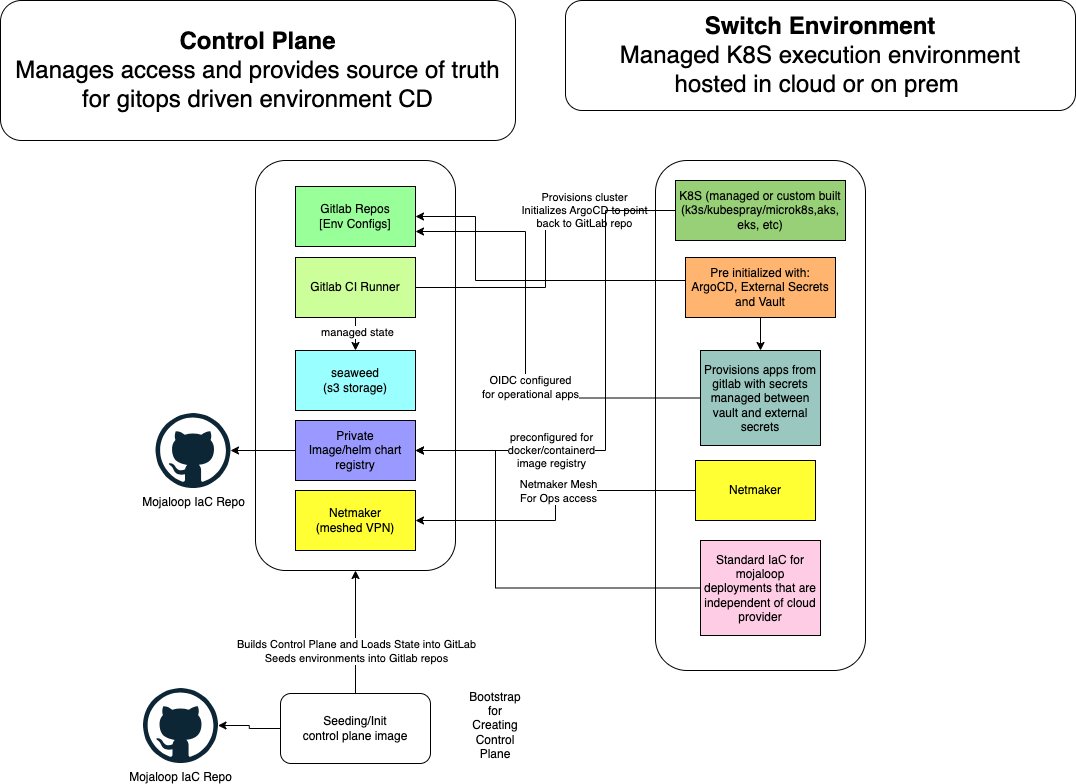 Control Plane
Manages access and provides source of truth
for gitops driven environment CD
Switch Environment
Managed K8S execution environment
hosted in cloud or on prem
Gitlab Repos
[Env Configs]
Gitlab CI Runner
managed state
seaweed
(s3 storage)
Private
Image/helm chart
registry
Netmaker
(meshed VPN)
Mojaloop IaC Repo
Provisions cluster
Initializes ArgoCD to point
back to GitLab repo
OIDC configured
for operational apps
preconfigured for
docker/containerd
image registry
Netmaker Mesh
For Ops access
K8S (managed or custom built
(k3s/kubespray/microk8s,aks,
eks, etc)
Pre initialized with:
ArgoCD, External Secrets
and Vault
Provisions apps from
gitlab with secrets
managed between
vault and external
secrets
Netmaker
Standard IaC for
mojaloop
deployments that are
independent of cloud
provider
Builds Control Plane and Loads State into GitLab
Seeds environments into Gitlab repos
Seeding/Init
control plane image
Bootstrap
for
Creating
Control
Plane
Mojaloop IaC Repo